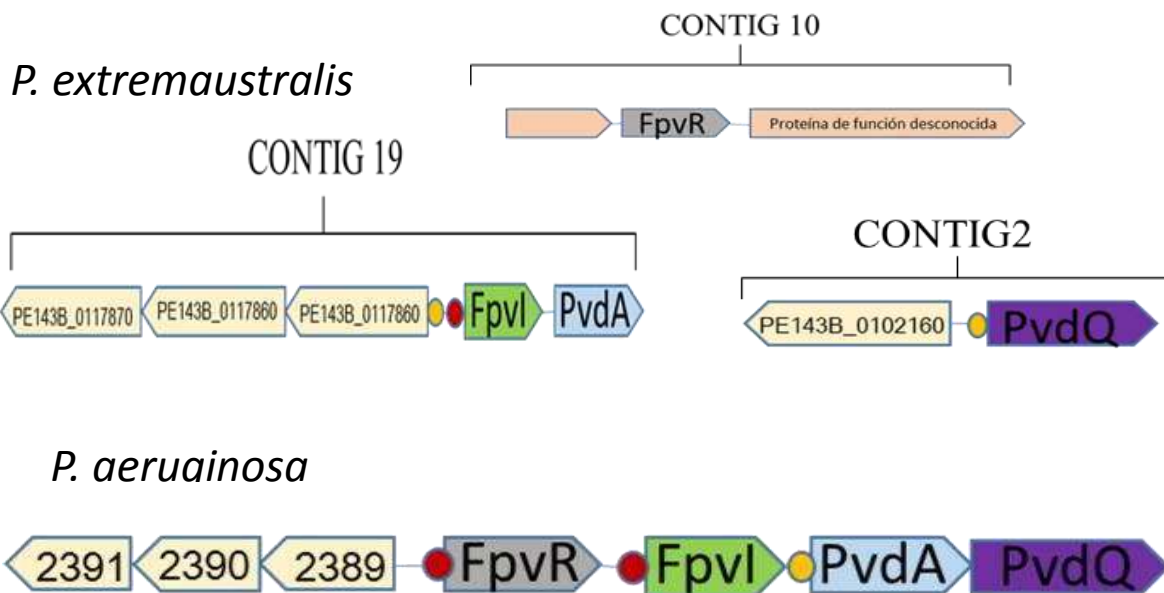 CONTIG 10
P. extremaustralis
FpvR
Proteína de función desconocida
CONTIG 19
CONTIG2
PE143B_0117870
PE143B_0117860
PE143B_0117860
FpvI
PvdA
PE143B_0102160
PvdQ
P. aeruginosa
2391
2390
2389
FpvR
FpvI
PvdA
PvdQ